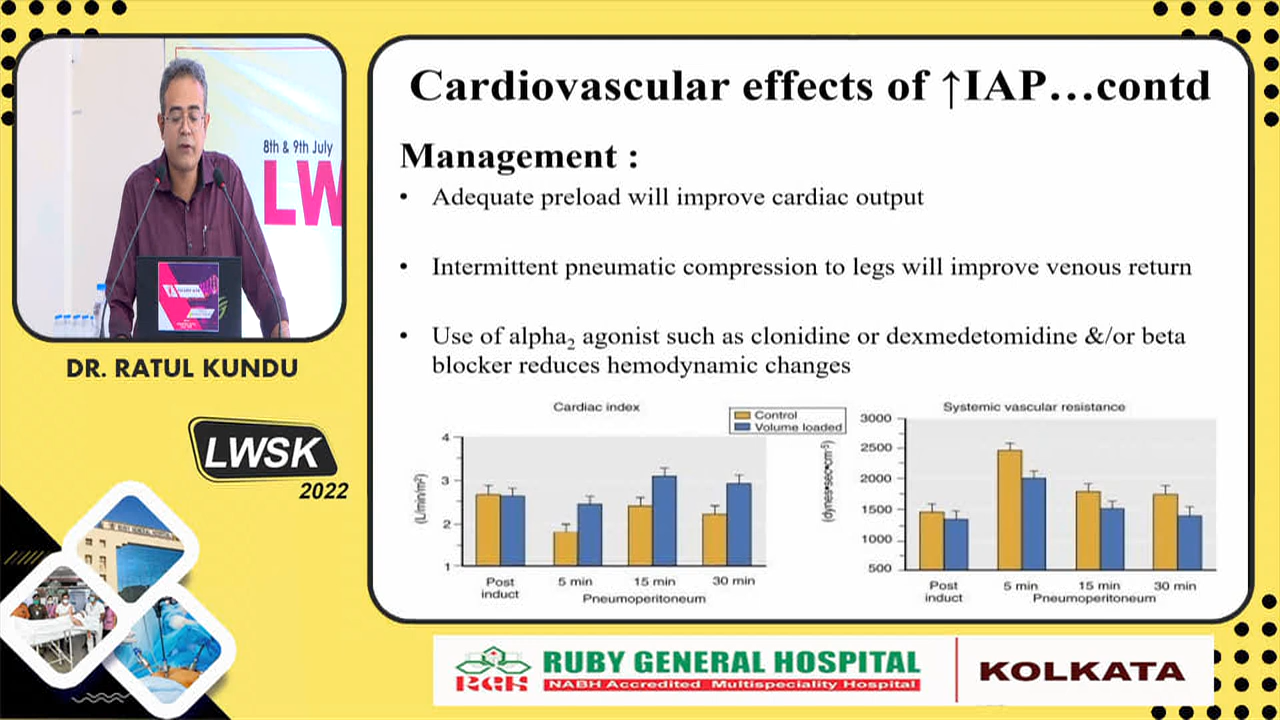 8th & 9th July
LW
DR. RATUL KUNDU
LWSK
2022
Cardiovascular effects of ↑IAP...contd
Management :
• Adequate preload will improve cardiac output
• Intermittent pneumatic compression to legs will improve venous return
• Use of alpha₂ agonist such as clonidine or dexmedetomidine &/or beta
blocker reduces hemodynamic changes
Cardiac index
Control
Volume loaded
(L/min/m²)
4
3
2
1
Post
induct
5 min
15 min
30 min
Pneumoperitoneum
Systemic vascular resistance
(dynes•sec•cm⁻⁵)
3000
2500
2000
1500
1000
500
Post
induct
5 min
15 min
30 min
Pneumoperitoneum
RGH
RUBY GENERAL HOSPITAL
NABH Accredited Multispeciality Hospital
KOLKATA